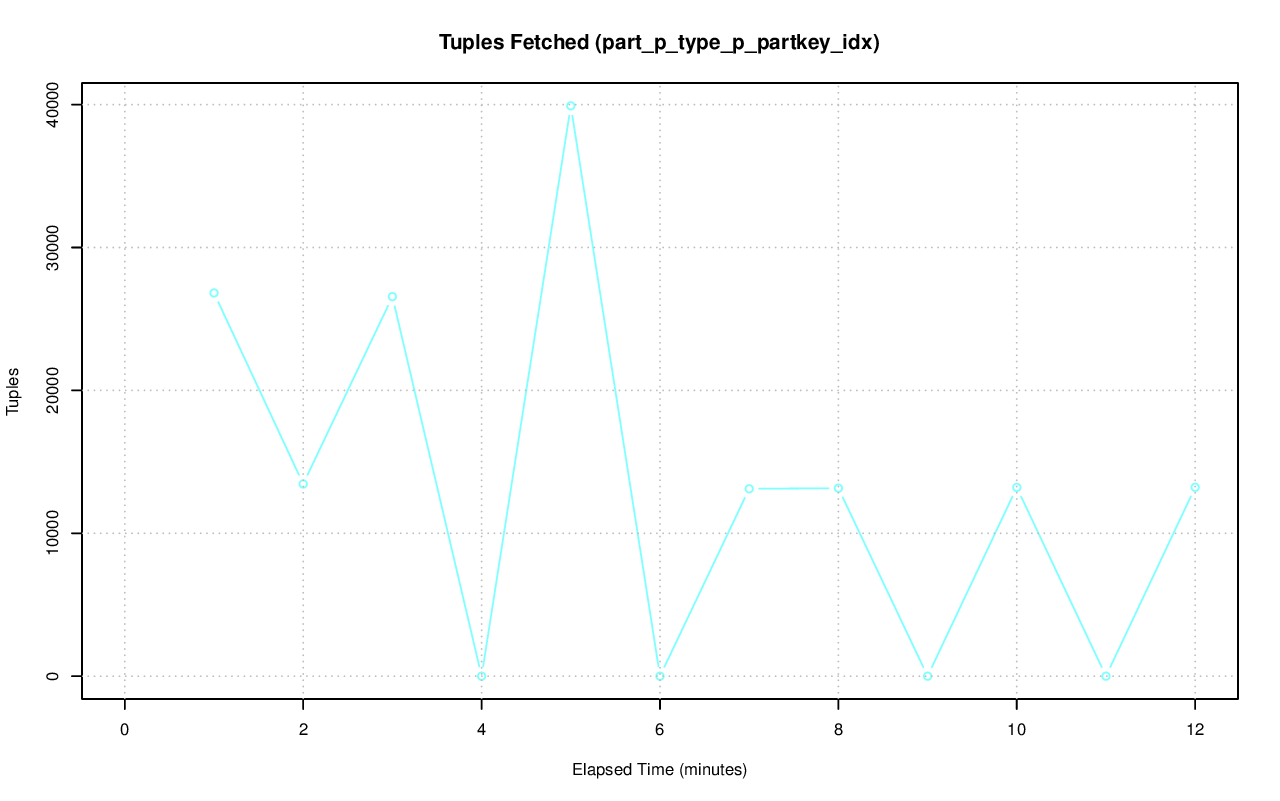 Tuples Fetched (part_p_type_p_partkey_idx)
Tuples
40000
30000
20000
10000
0
0 2 4 6 8 10 12
Elapsed Time (minutes)